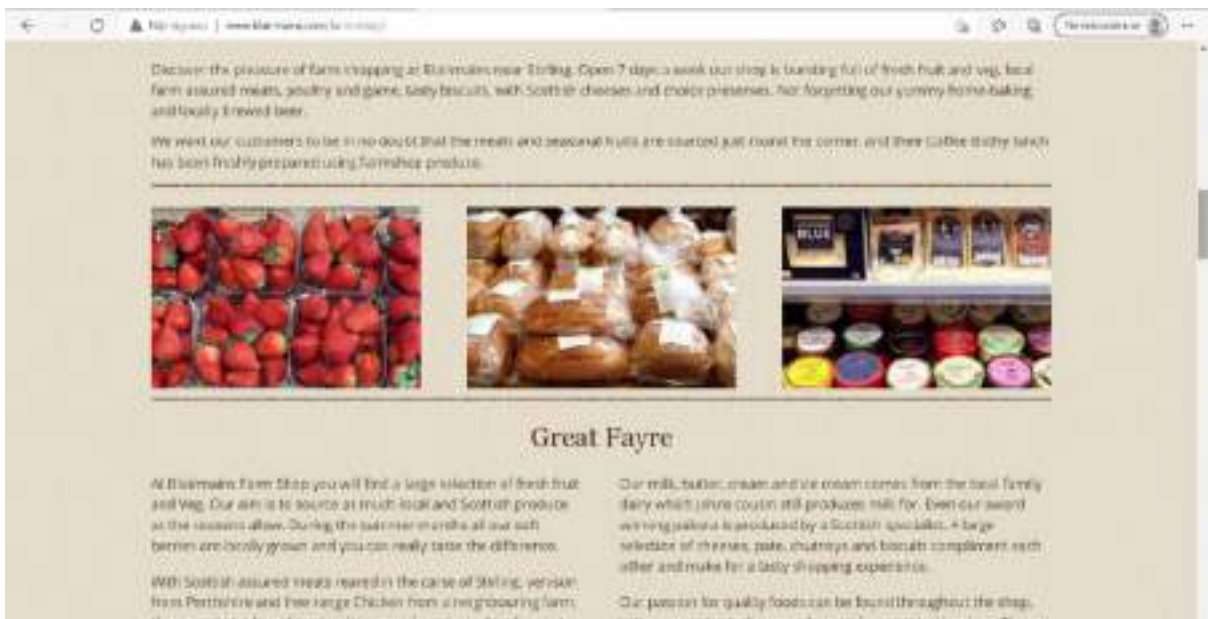 Discover the pleasure of farm shopping at Blairmains near Stirling. Open 7 days a week our shop is bursting full of fresh fruit and veg, local
farm assured meats, poultry and game, tasty biscuits, with Scottish cheeses and choice preserves. Not forgetting our yummy home baking
and locally brewed beer.
We want our customers to be in no doubt that the meats and seasonal fruits are sourced just round the corner, and their Coffee Bothy lunch
has been freshly prepared using farmshop produce.
BLUE
Great Fayre
At Blairmains Farm Shop you will find a large selection of fresh fruit
and Veg. Our aim is to source as much local and Scottish produce
as the seasons allow. During the summer months all our soft
berries are locally grown and you can really taste the difference.
With Scottish assured meats reared in the carse of Stirling, venison
from Perthshire and free range Chicken from a neighbouring farm,
Our milk, butter, cream and ice cream comes from the local family
dairy which Johns cousin still produces milk for. Even our award
winning is produced by a Scottish specialist. A large
selection of cheeses, pate, chutneys and biscuits compliment each
other and make for a tasty shopping experience.
Our passion for quality foods can be found throughout the shop,